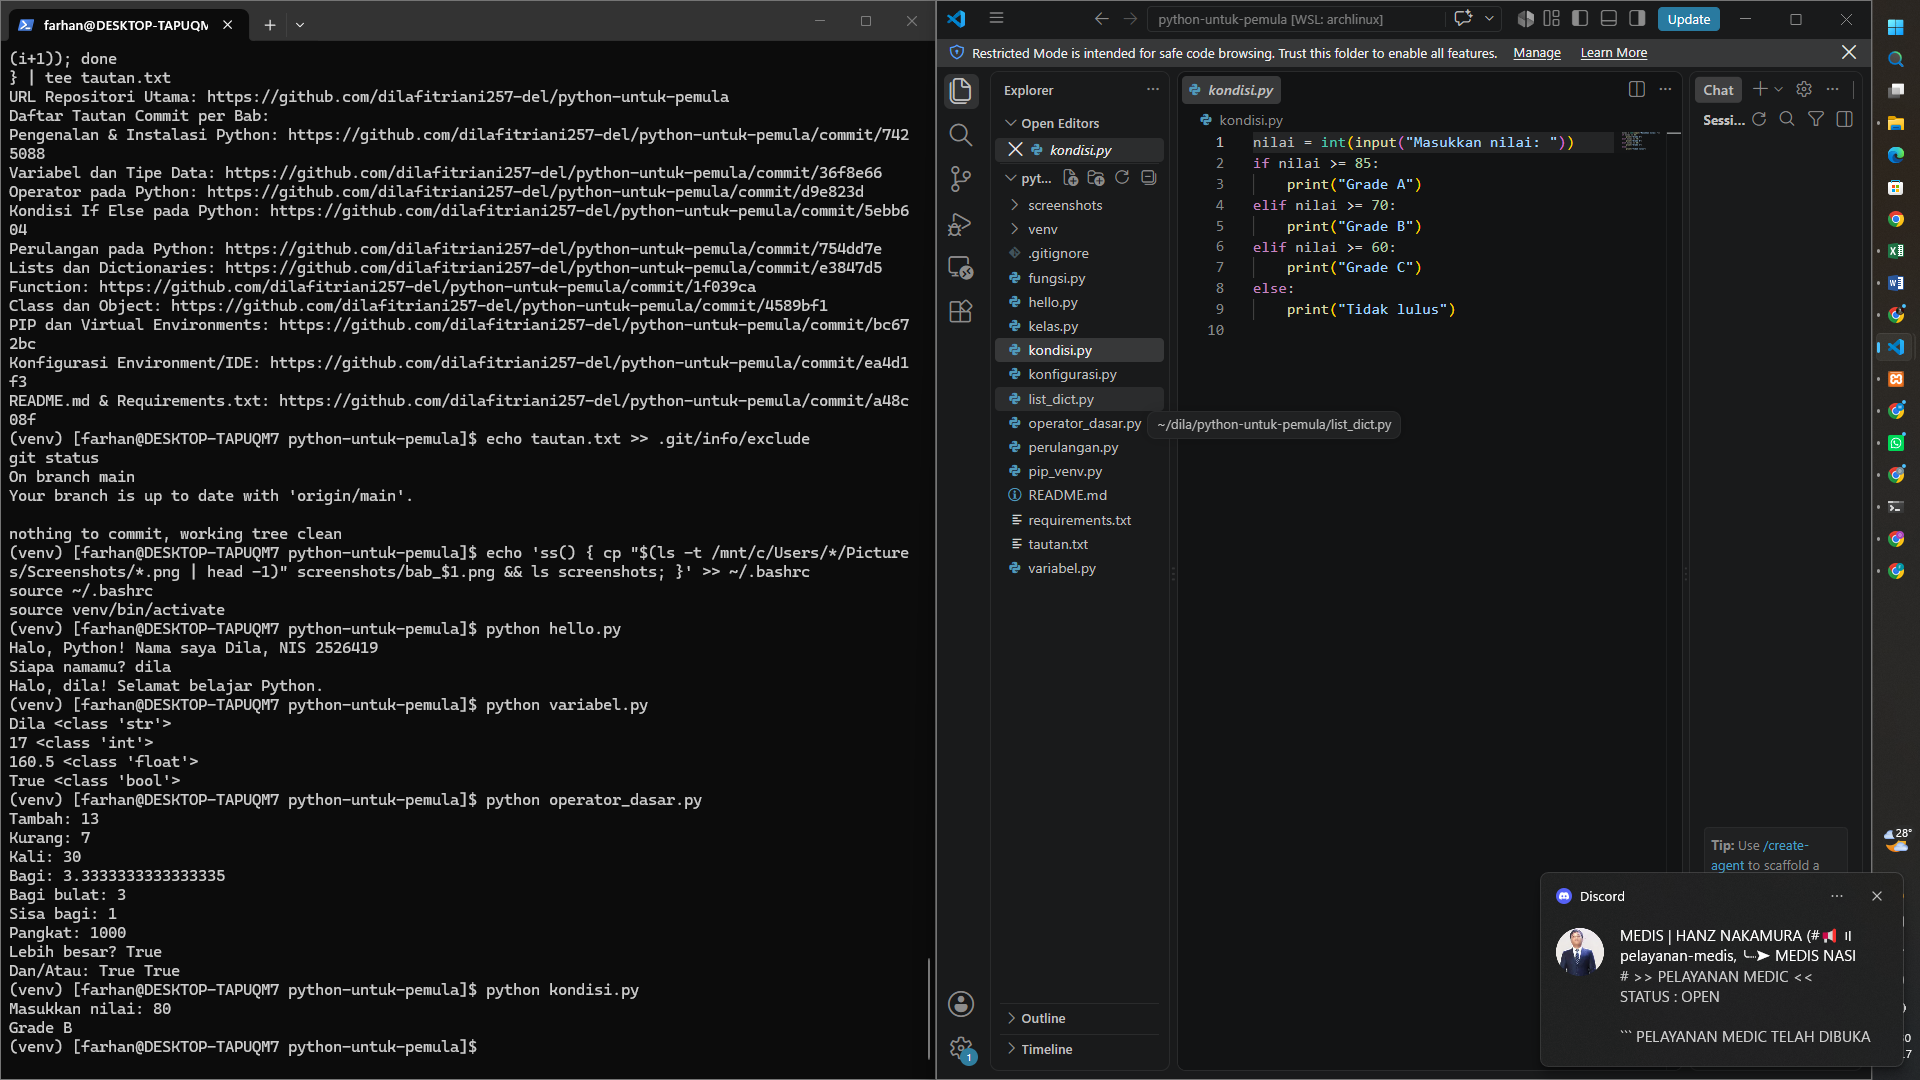 farhan@DESKTOP-TAPUQM
(i+1)); done
} | tee tautan.txt
URL Repositori Utama: https://github.com/dilafitriani257-del/python-untuk-pemula
Daftar Tautan Commit per Bab:
Pengenalan & Instalasi Python: https://github.com/dilafitriani257-del/python-untuk-pemula/commit/742
5088
Variabel dan Tipe Data: https://github.com/dilafitriani257-del/python-untuk-pemula/commit/36f8e66
Operator pada Python: https://github.com/dilafitriani257-del/python-untuk-pemula/commit/d9e823d
Kondisi If Else pada Python: https://github.com/dilafitriani257-del/python-untuk-pemula/commit/5ebb6
04
Perulangan pada Python: https://github.com/dilafitriani257-del/python-untuk-pemula/commit/754dd7e
Lists dan Dictionaries: https://github.com/dilafitriani257-del/python-untuk-pemula/commit/e3847d5
Function: https://github.com/dilafitriani257-del/python-untuk-pemula/commit/1f039ca
Class dan Object: https://github.com/dilafitriani257-del/python-untuk-pemula/commit/4589bf1
PIP dan Virtual Environments: https://github.com/dilafitriani257-del/python-untuk-pemula/commit/bc67
2bc
Konfigurasi Environment/IDE: https://github.com/dilafitriani257-del/python-untuk-pemula/commit/ea4d1
f3
README.md & Requirements.txt: https://github.com/dilafitriani257-del/python-untuk-pemula/commit/a48c
08f
(venv) [farhan@DESKTOP-TAPUQM7 python-untuk-pemula]$ echo tautan.txt >> .git/info/exclude
git status
On branch main
Your branch is up to date with 'origin/main'.
nothing to commit, working tree clean
(venv) [farhan@DESKTOP-TAPUQM7 python-untuk-pemula]$ echo 'ss() { cp "$(ls -t /mnt/c/Users/*/Picture
s/Screenshots/*.png | head -1)" screenshots/bab_$1.png && ls screenshots; }' >> ~/.bashrc
source ~/.bashrc
source venv/bin/activate
(venv) [farhan@DESKTOP-TAPUQM7 python-untuk-pemula]$ python hello.py
Halo, Python! Nama saya Dila, NIS 2526419
Siapa namamu? dila
Halo, dila! Selamat belajar Python.
(venv) [farhan@DESKTOP-TAPUQM7 python-untuk-pemula]$ python variabel.py
Dila <class 'str'>
17 <class 'int'>
160.5 <class 'float'>
True <class 'bool'>
(venv) [farhan@DESKTOP-TAPUQM7 python-untuk-pemula]$ python operator_dasar.py
Tambah: 13
Kurang: 7
Kali: 30
Bagi: 3.3333333333333335
Bagi bulat: 3
Sisa bagi: 1
Pangkat: 1000
Lebih besar? True
Dan/Atau: True True
(venv) [farhan@DESKTOP-TAPUQM7 python-untuk-pemula]$ python kondisi.py
Masukkan nilai: 80
Grade B
(venv) [farhan@DESKTOP-TAPUQM7 python-untuk-pemula]$
python-untuk-pemula [WSL: archlinux]
Update
Restricted Mode is intended for safe code browsing. Trust this folder to enable all features. Manage Learn More
Explorer
Open Editors
kondisi.py
pyt...
screenshots
venv
.gitignore
fungsi.py
hello.py
kelas.py
kondisi.py
konfigurasi.py
list_dict.py
operator_dasar.py
perulangan.py
pip_venv.py
README.md
requirements.txt
tautan.txt
variabel.py
~/dila/python-untuk-pemula/list_dict.py
Outline
Timeline
1
kondisi.py
kondisi.py
1 nilai = int(input("Masukkan nilai: "))
2 if nilai >= 85:
3 print("Grade A")
4 elif nilai >= 70:
5 print("Grade B")
6 elif nilai >= 60:
7 print("Grade C")
8 else:
9 print("Tidak lulus")
10
Chat
Sessi...
Tip: Use /create-
agent to scaffold a
Discord
MEDIS | HANZ NAKAMURA (#📢 ॥
pelayanan-medis, ╰┈➤ MEDIS NASI
# >> PELAYANAN MEDIC <<
STATUS : OPEN
``` PELAYANAN MEDIC TELAH DIBUKA
28°